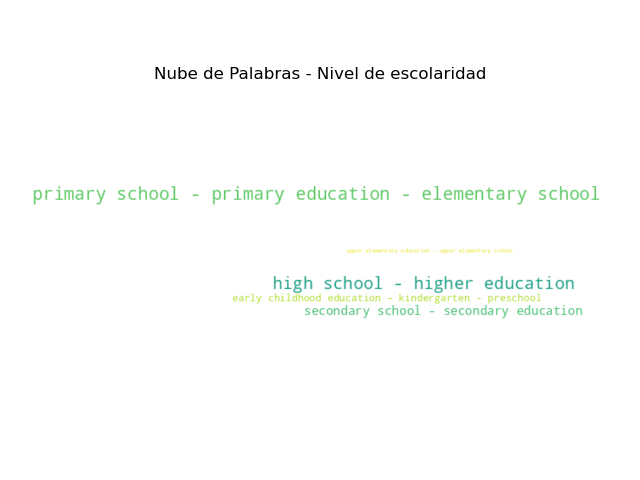 Nube de Palabras - Nivel de escolaridad
primary school - primary education - elementary school
upper elementary education - upper elementary school
high school - higher education
early childhood education - kindergarten - preschool
secondary school - secondary education